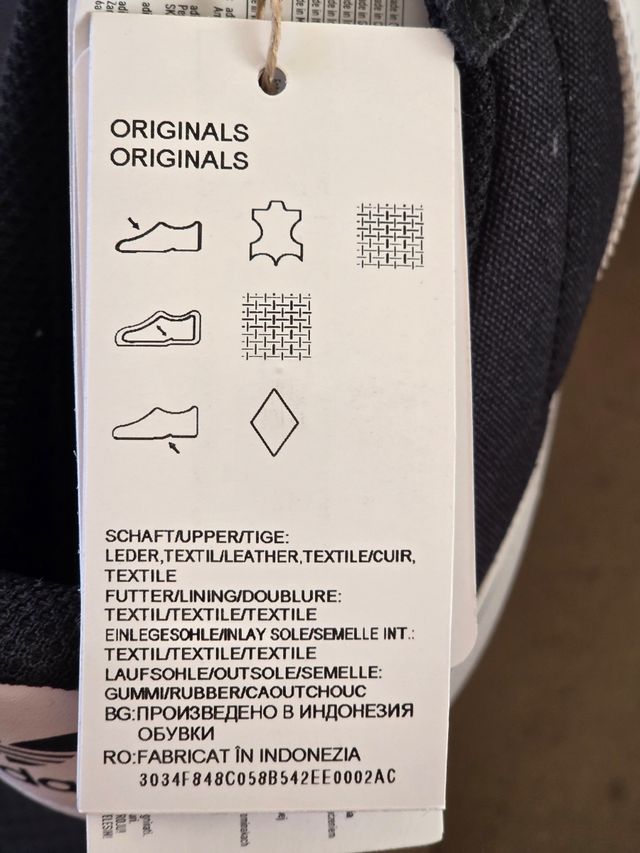 ORIGINALS
ORIGINALS
SCHAFT/UPPER/TIGE:
LEDER,TEXTIL/LEATHER,TEXTILE/CUIR,
TEXTILE
FUTTER/LINING/DOUBLURE:
TEXTIL/TEXTILE/TEXTILE
EINLEGESOHLE/INLAY SOLE/SEMELLE INT.:
TEXTIL/TEXTILE/TEXTILE
LAUFSOHLE/OUTSOLE/SEMELLE:
GUMMI/RUBBER/CAOUTCHOUC
BG:ПРОИЗВЕДЕНО В ИНДОНЕЗИЯ
ОБУВКИ
RO:FABRICAT ÎN INDONEZIA
3034F848C058B542EE0002AC